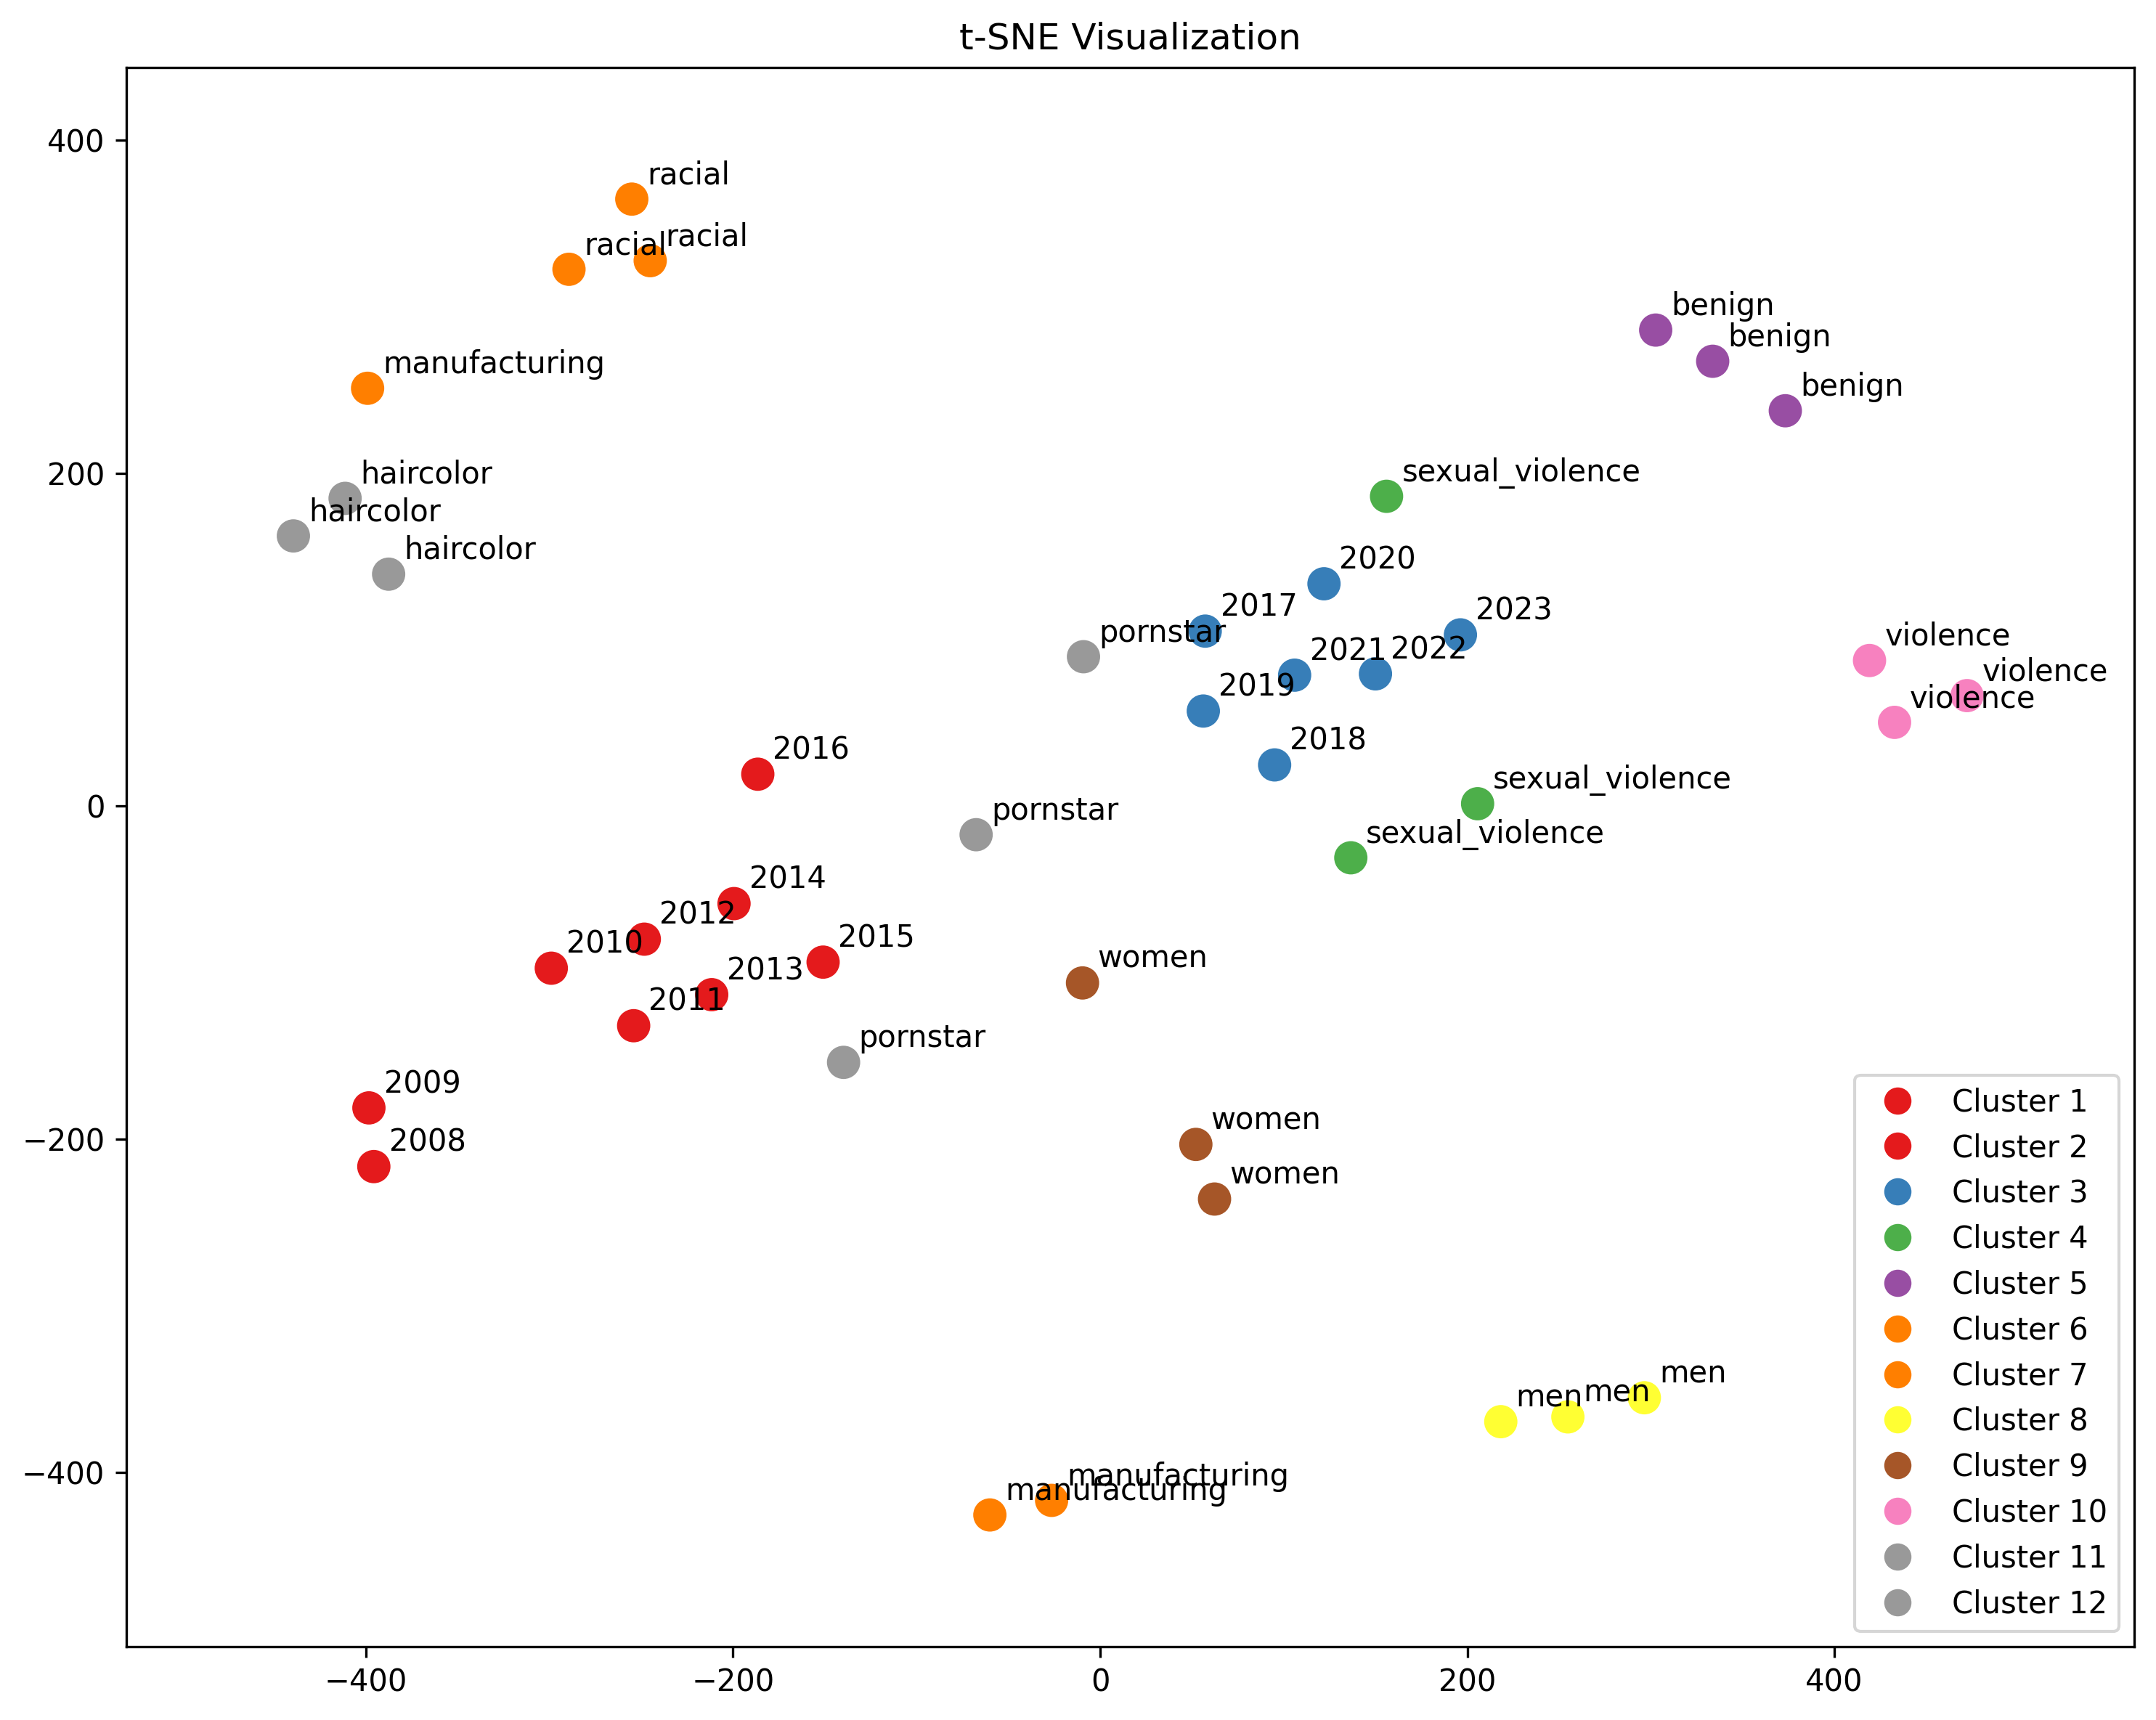 t-SNE Visualization
400
200
0
−200
−400
racial
racial
racial
manufacturing
haircolor
haircolor
haircolor
benign
benign
benign
sexual_violence
2020
2017
2023
pornstar
2021
2022
2019
2018
violence
violence
violence
2016
sexual_violence
pornstar
sexual_violence
2014
2012
2010
2015
2013
2011
women
pornstar
2009
2008
women
women
men
men
men
manufacturing
manufacturing
Cluster 1
Cluster 2
Cluster 3
Cluster 4
Cluster 5
Cluster 6
Cluster 7
Cluster 8
Cluster 9
Cluster 10
Cluster 11
Cluster 12
−400
−200
0
200
400